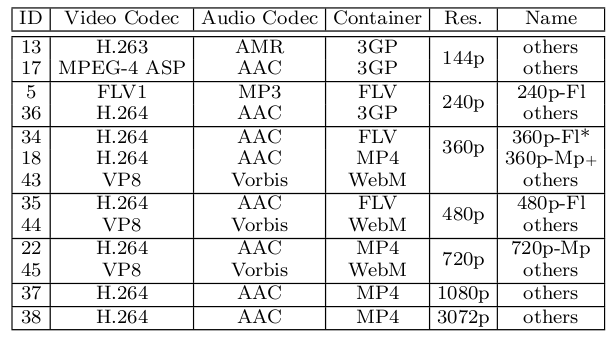 ID Video Codec Audio Codec Container Res. Name
13 H.263 AMR 3GP 144p others
17 MPEG-4 ASP AAC 3GP others
5 FLV1 MP3 FLV 240p 240p-Fl
36 H.264 AAC 3GP others
34 H.264 AAC FLV 360p 360p-Fl*
18 H.264 AAC MP4 360p-Mp+
43 VP8 Vorbis WebM others
35 H.264 AAC FLV 480p 480p-Fl
44 VP8 Vorbis WebM others
22 H.264 AAC MP4 720p 720p-Mp
45 VP8 Vorbis WebM others
37 H.264 AAC MP4 1080p others
38 H.264 AAC MP4 3072p others